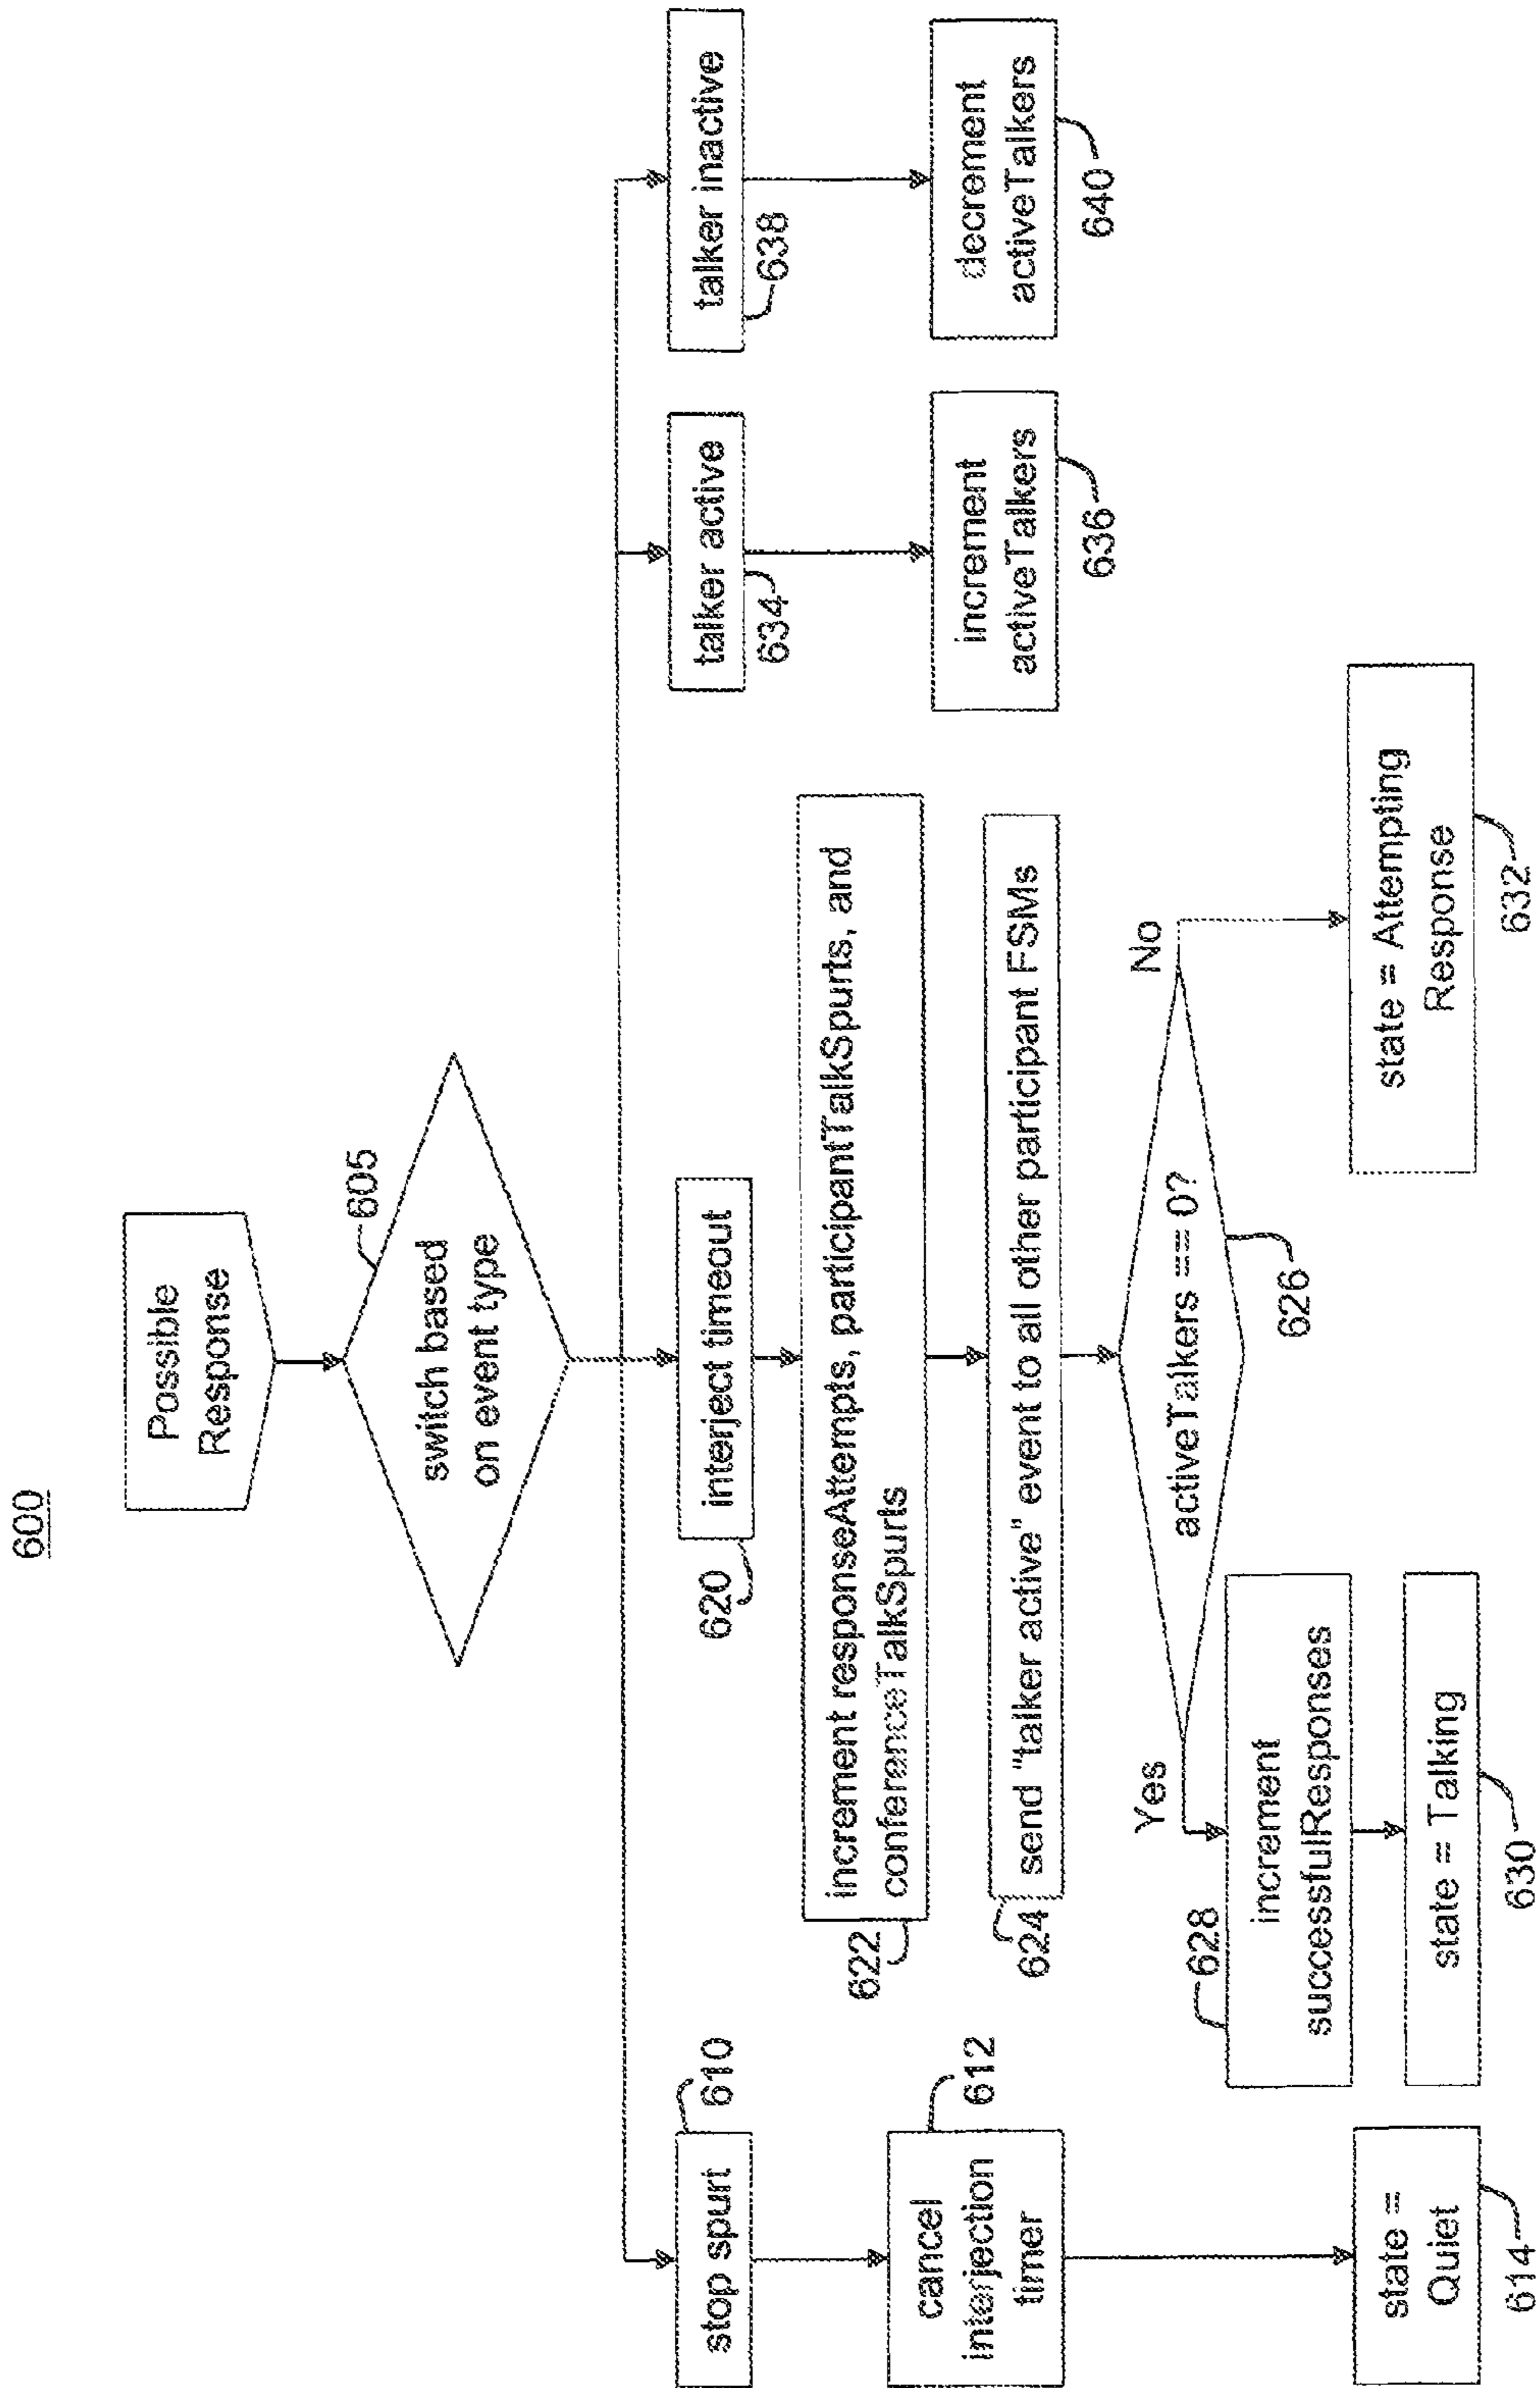 600
Possible
Response
605
switch based
on event type
610
stop spurt
612
cancel
interjection
timer
state =
Quiet
614
620
interject timeout
622
increment responseAttempts, participantTalkSpurts, and
conferenceTalkSpurts
624
send "talker active" event to all other participant FSMs
activeTalkers == 0?
626
Yes
No
628
increment
successfulResponses
state = Talking
630
state = Attempting
Response
632
talker active
634
increment
activeTalkers
636
talker inactive
638
decrement
activeTalkers
640